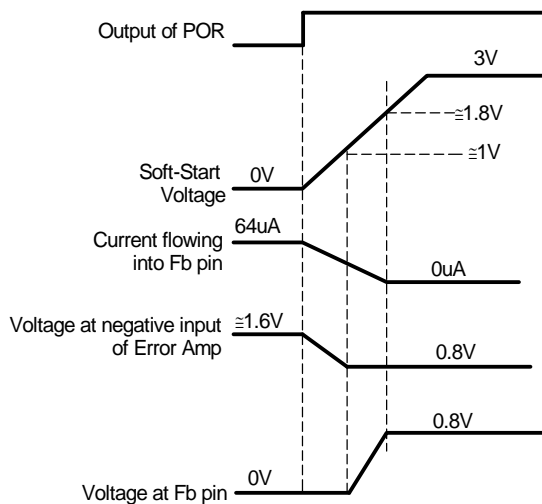 Output of POR
3V
≅1.8V
≅1V
0V
Soft-Start
Voltage
64uA
Current flowing
into Fb pin
0uA
≅1.6V
Voltage at negative input
of Error Amp
0.8V
0.8V
0V
Voltage at Fb pin